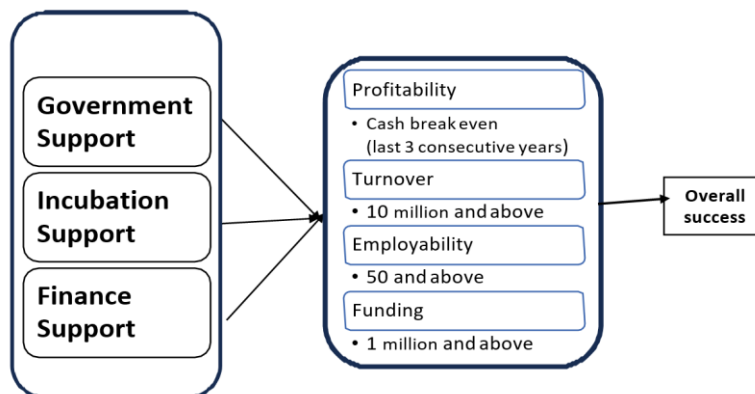 Government
Support
Incubation
Support
Finance
Support
Profitability
• Cash break even
(last 3 consecutive years)
Turnover
• 10 million and above
Employability
• 50 and above
Funding
• 1 million and above
Overall
success